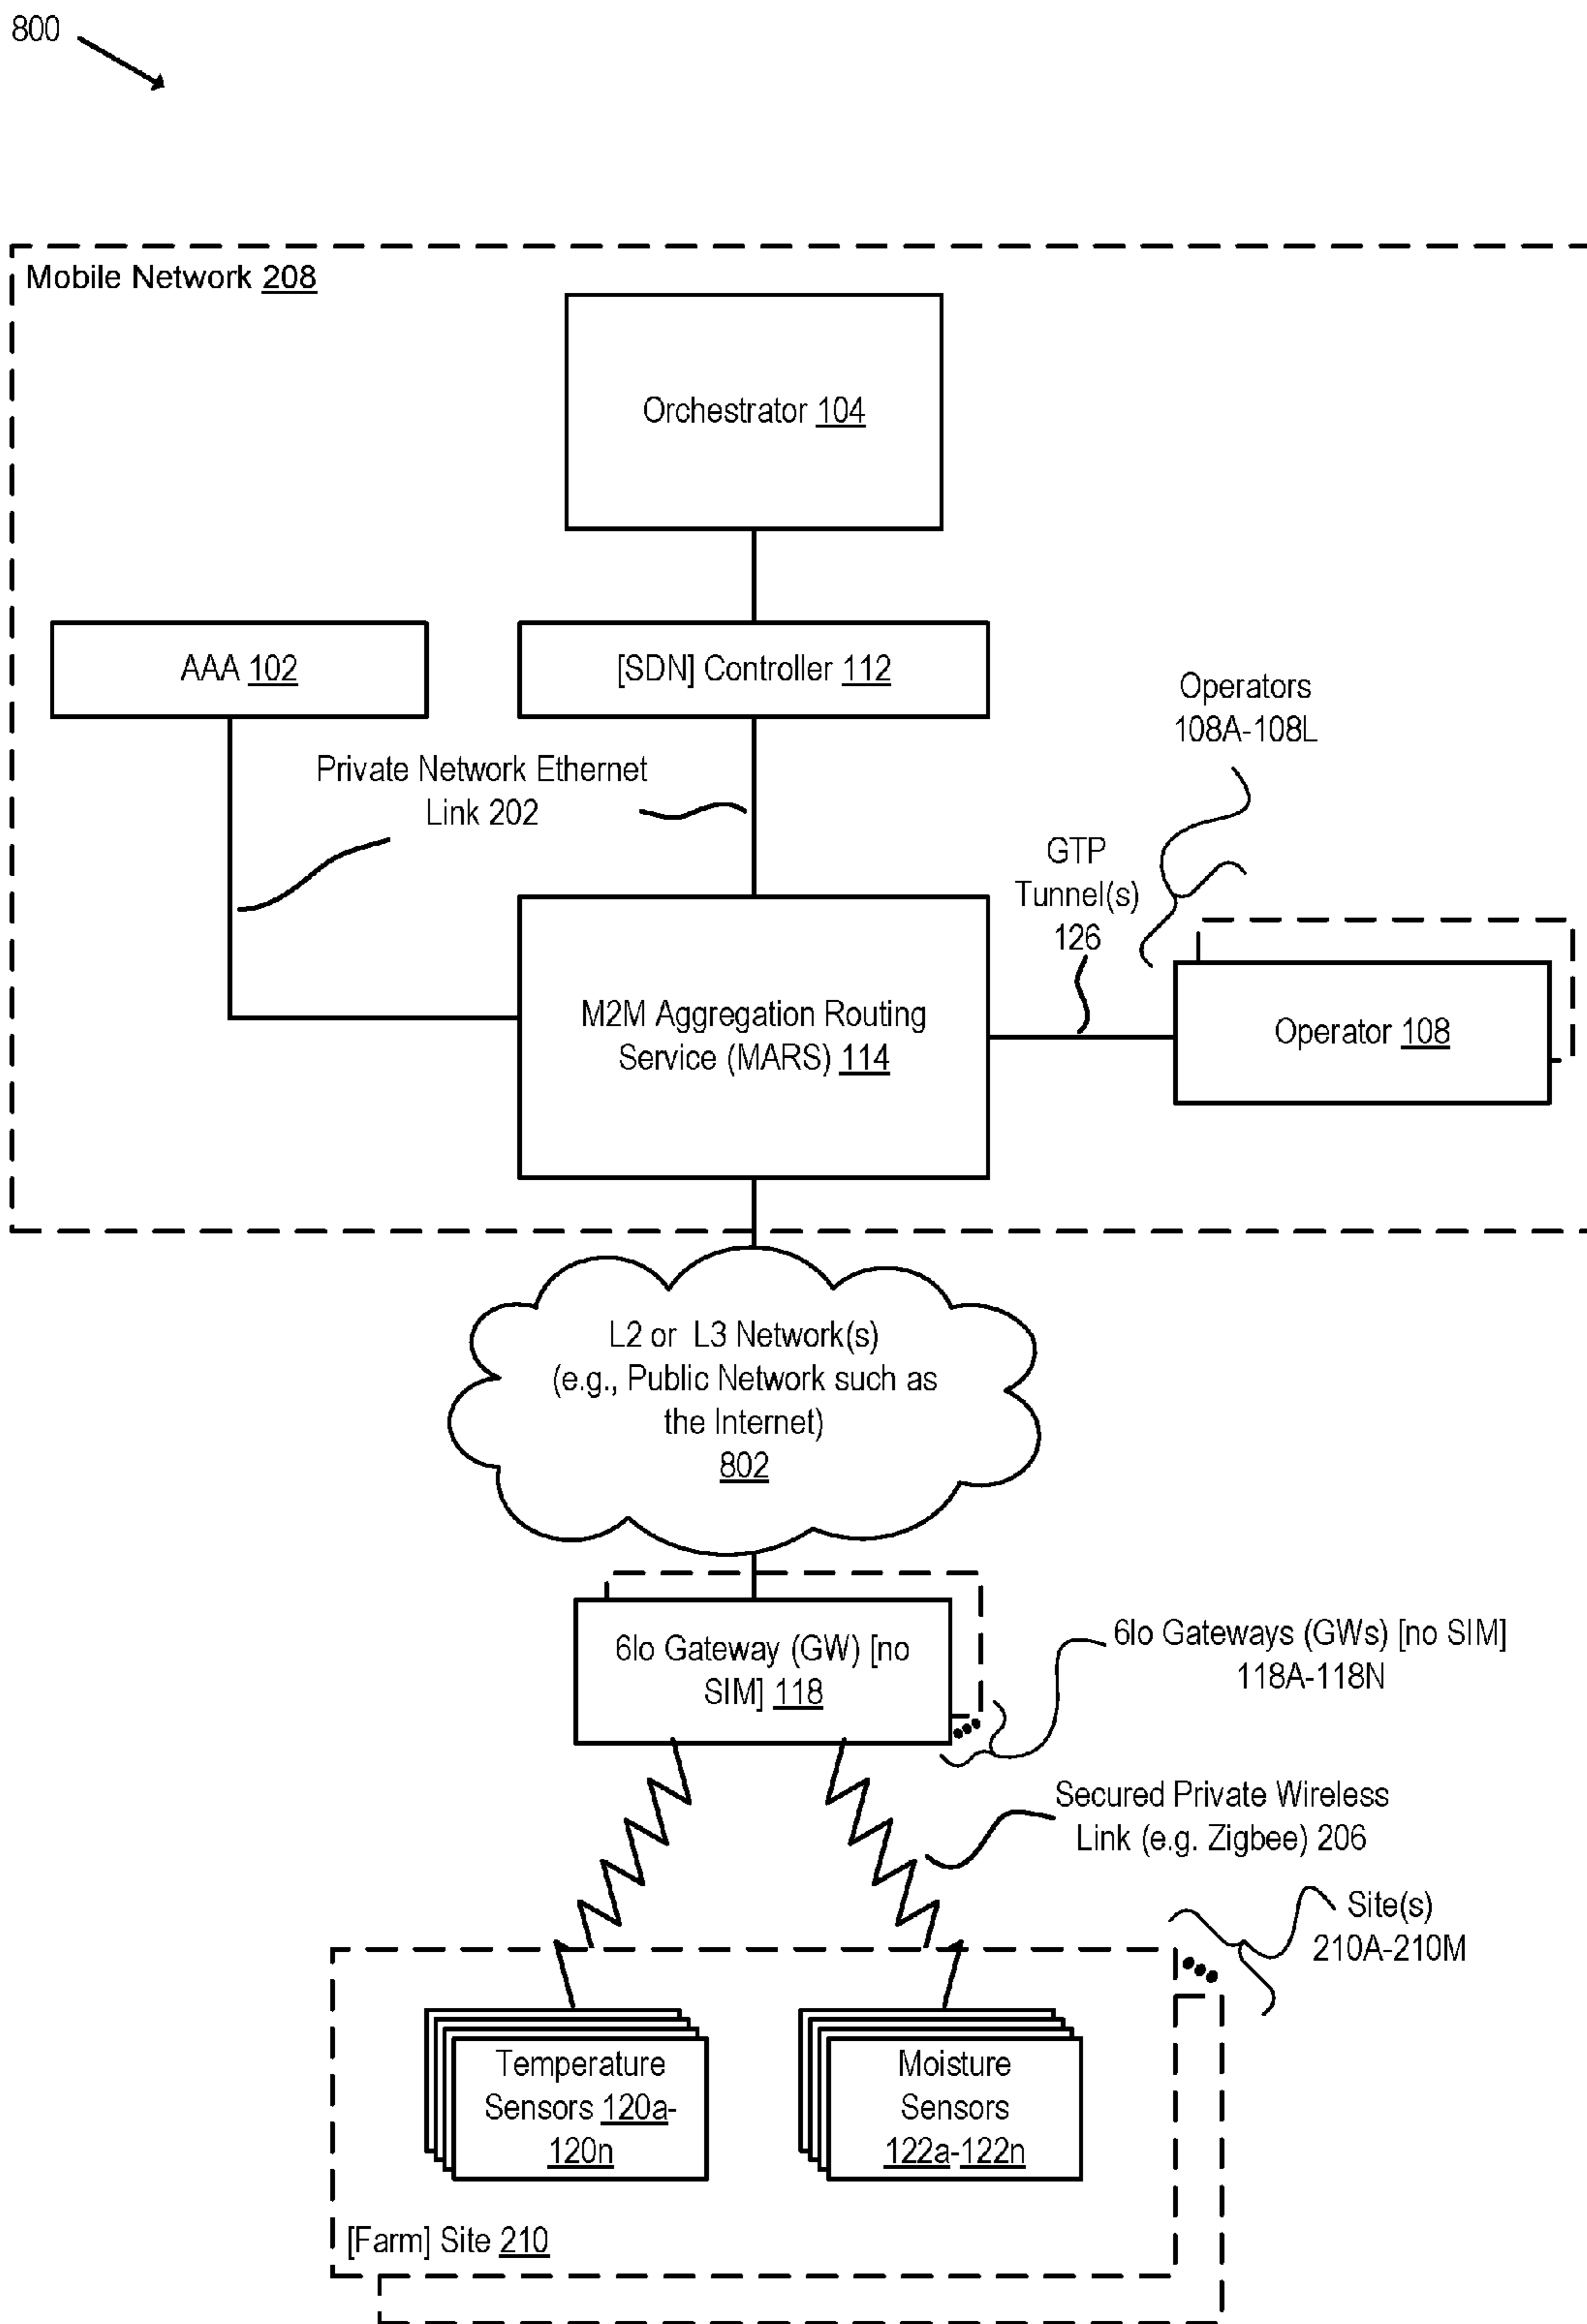 800
Mobile Network 208
Orchestrator 104
AAA 102
[SDN] Controller 112
Operators
108A-108L
Private Network Ethernet
Link 202
GTP
Tunnel(s)
126
M2M Aggregation Routing
Service (MARS) 114
Operator 108
L2 or L3 Network(s)
(e.g., Public Network such as
the Internet)
802
6lo Gateway (GW) [no
SIM] 118
6lo Gateways (GWs) [no SIM]
118A-118N
Secured Private Wireless
Link (e.g. Zigbee) 206
Site(s)
210A-210M
Temperature
Sensors 120a-
120n
Moisture
Sensors
122a-122n
[Farm] Site 210